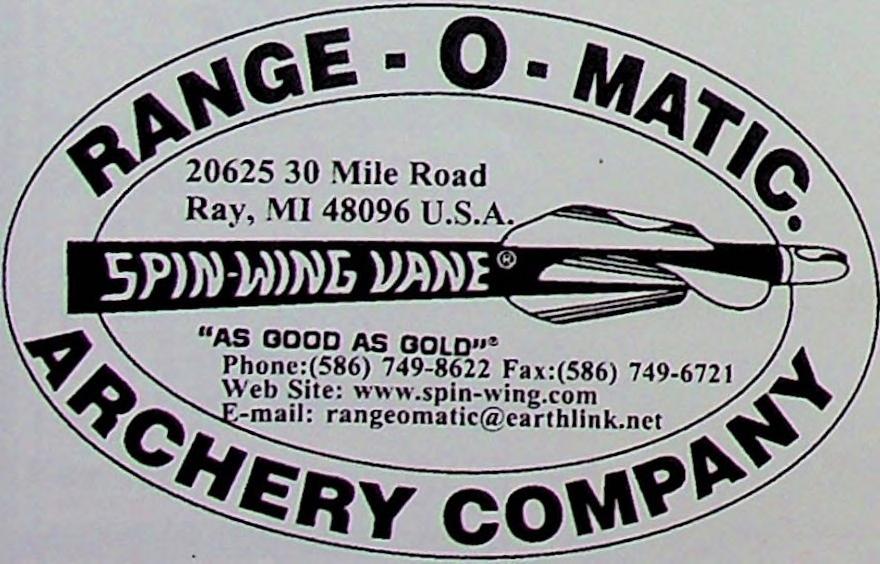 RANGE - O - MATIC.
20625 30 Mile Road
Ray, MI 48096 U.S.A.
SPIN-WING VANE®
"AS GOOD AS GOLD"®
Phone:(586) 749-8622 Fax:(586) 749-6721
Web Site: www.spin-wing.com
E-mail: rangeomatic@earthlink.net
ARCHERY COMPANY